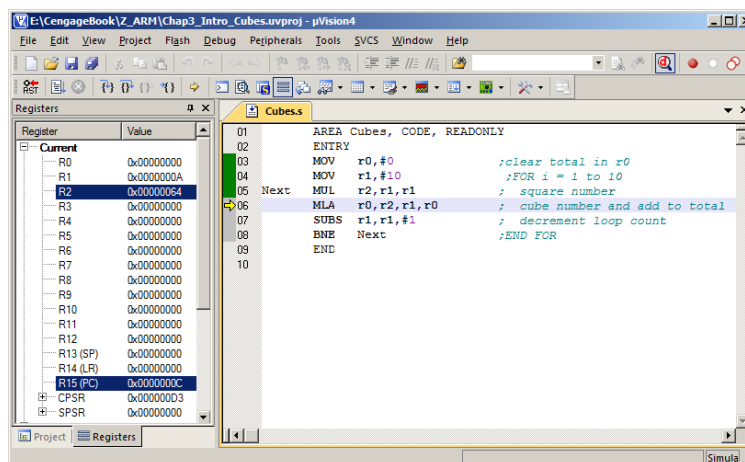 E:\CengageBook\Z_ARM\Chap3_Intro_Cubes.uvproj - µVision4
File Edit View Project Flash Debug Peripherals Tools SVCS Window Help
RST
Registers
Cubes.s
Register Value
Current
R0 0x00000000
R1 0x0000000A
R2 0x00000064
R3 0x00000000
R4 0x00000000
R5 0x00000000
R6 0x00000000
R7 0x00000000
R8 0x00000000
R9 0x00000000
R10 0x00000000
R11 0x00000000
R12 0x00000000
R13 (SP) 0x00000000
R14 (LR) 0x00000000
R15 (PC) 0x0000000C
CPSR 0x000000D3
SPSR 0x00000000
01 AREA Cubes, CODE, READONLY
02 ENTRY
03 MOV r0,#0 ;clear total in r0
04 MOV r1,#10 ;FOR i = 1 to 10
05 Next MUL r2,r1,r1 ; square number
06 MLA r0,r2,r1,r0 ; cube number and add to total
07 SUBS r1,r1,#1 ; decrement loop count
08 BNE Next ;END FOR
09 END
10
Project Registers
Simula